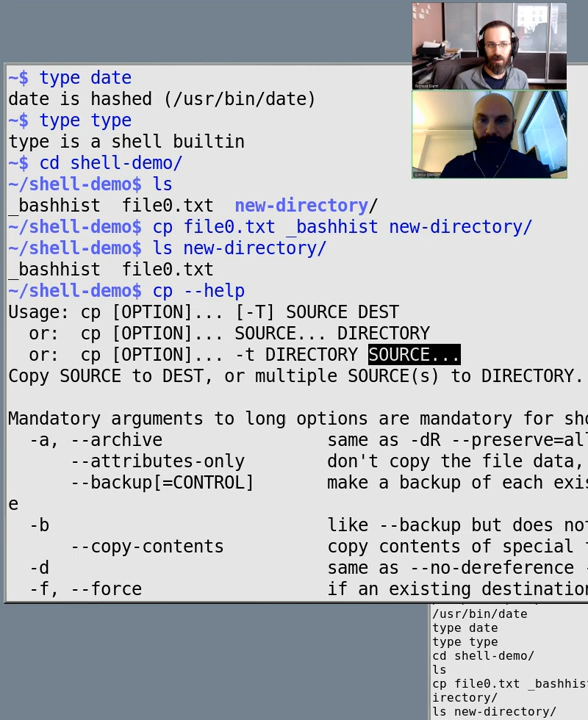 ~$ type date
date is hashed (/usr/bin/date)
~$ type type
type is a shell builtin
~$ cd shell-demo/
~/shell-demo$ ls
_bashhist  file0.txt  new-directory/
~/shell-demo$ cp file0.txt _bashhist new-directory/
~/shell-demo$ ls new-directory/
_bashhist  file0.txt
~/shell-demo$ cp --help
Usage: cp [OPTION]... [-T] SOURCE DEST
  or:  cp [OPTION]... SOURCE... DIRECTORY
  or:  cp [OPTION]... -t DIRECTORY SOURCE...
Copy SOURCE to DEST, or multiple SOURCE(s) to DIRECTORY.
Mandatory arguments to long options are mandatory for sho
  -a, --archive                same as -dR --preserve=all
      --attributes-only        don't copy the file data,
      --backup[=CONTROL]       make a backup of each exis
e
  -b                           like --backup but does not
      --copy-contents          copy contents of special
  -d                           same as --no-dereference -
  -f, --force                  if an existing destination
/usr/bin/date
type date
type type
cd shell-demo/
ls
cp file0.txt _bashhis
irectory/
ls new-directory/